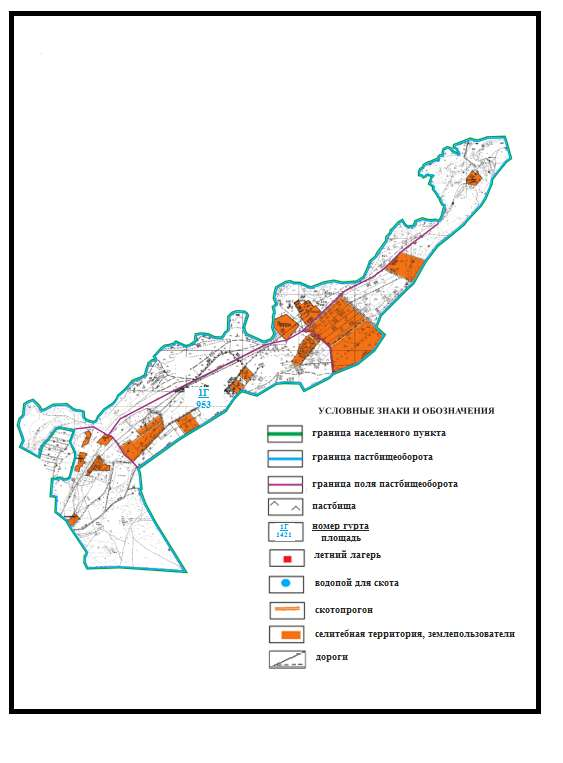 1Г
953
УСЛОВНЫЕ ЗНАКИ И ОБОЗНАЧЕНИЯ
граница населенного пункта
граница пастбищеоборота
граница поля пастбищеоборота
пастбища
1Г
1421
номер гурта
площадь
летний лагерь
водопой для скота
скотопрогон
селитебная территория, землепользователи
дороги